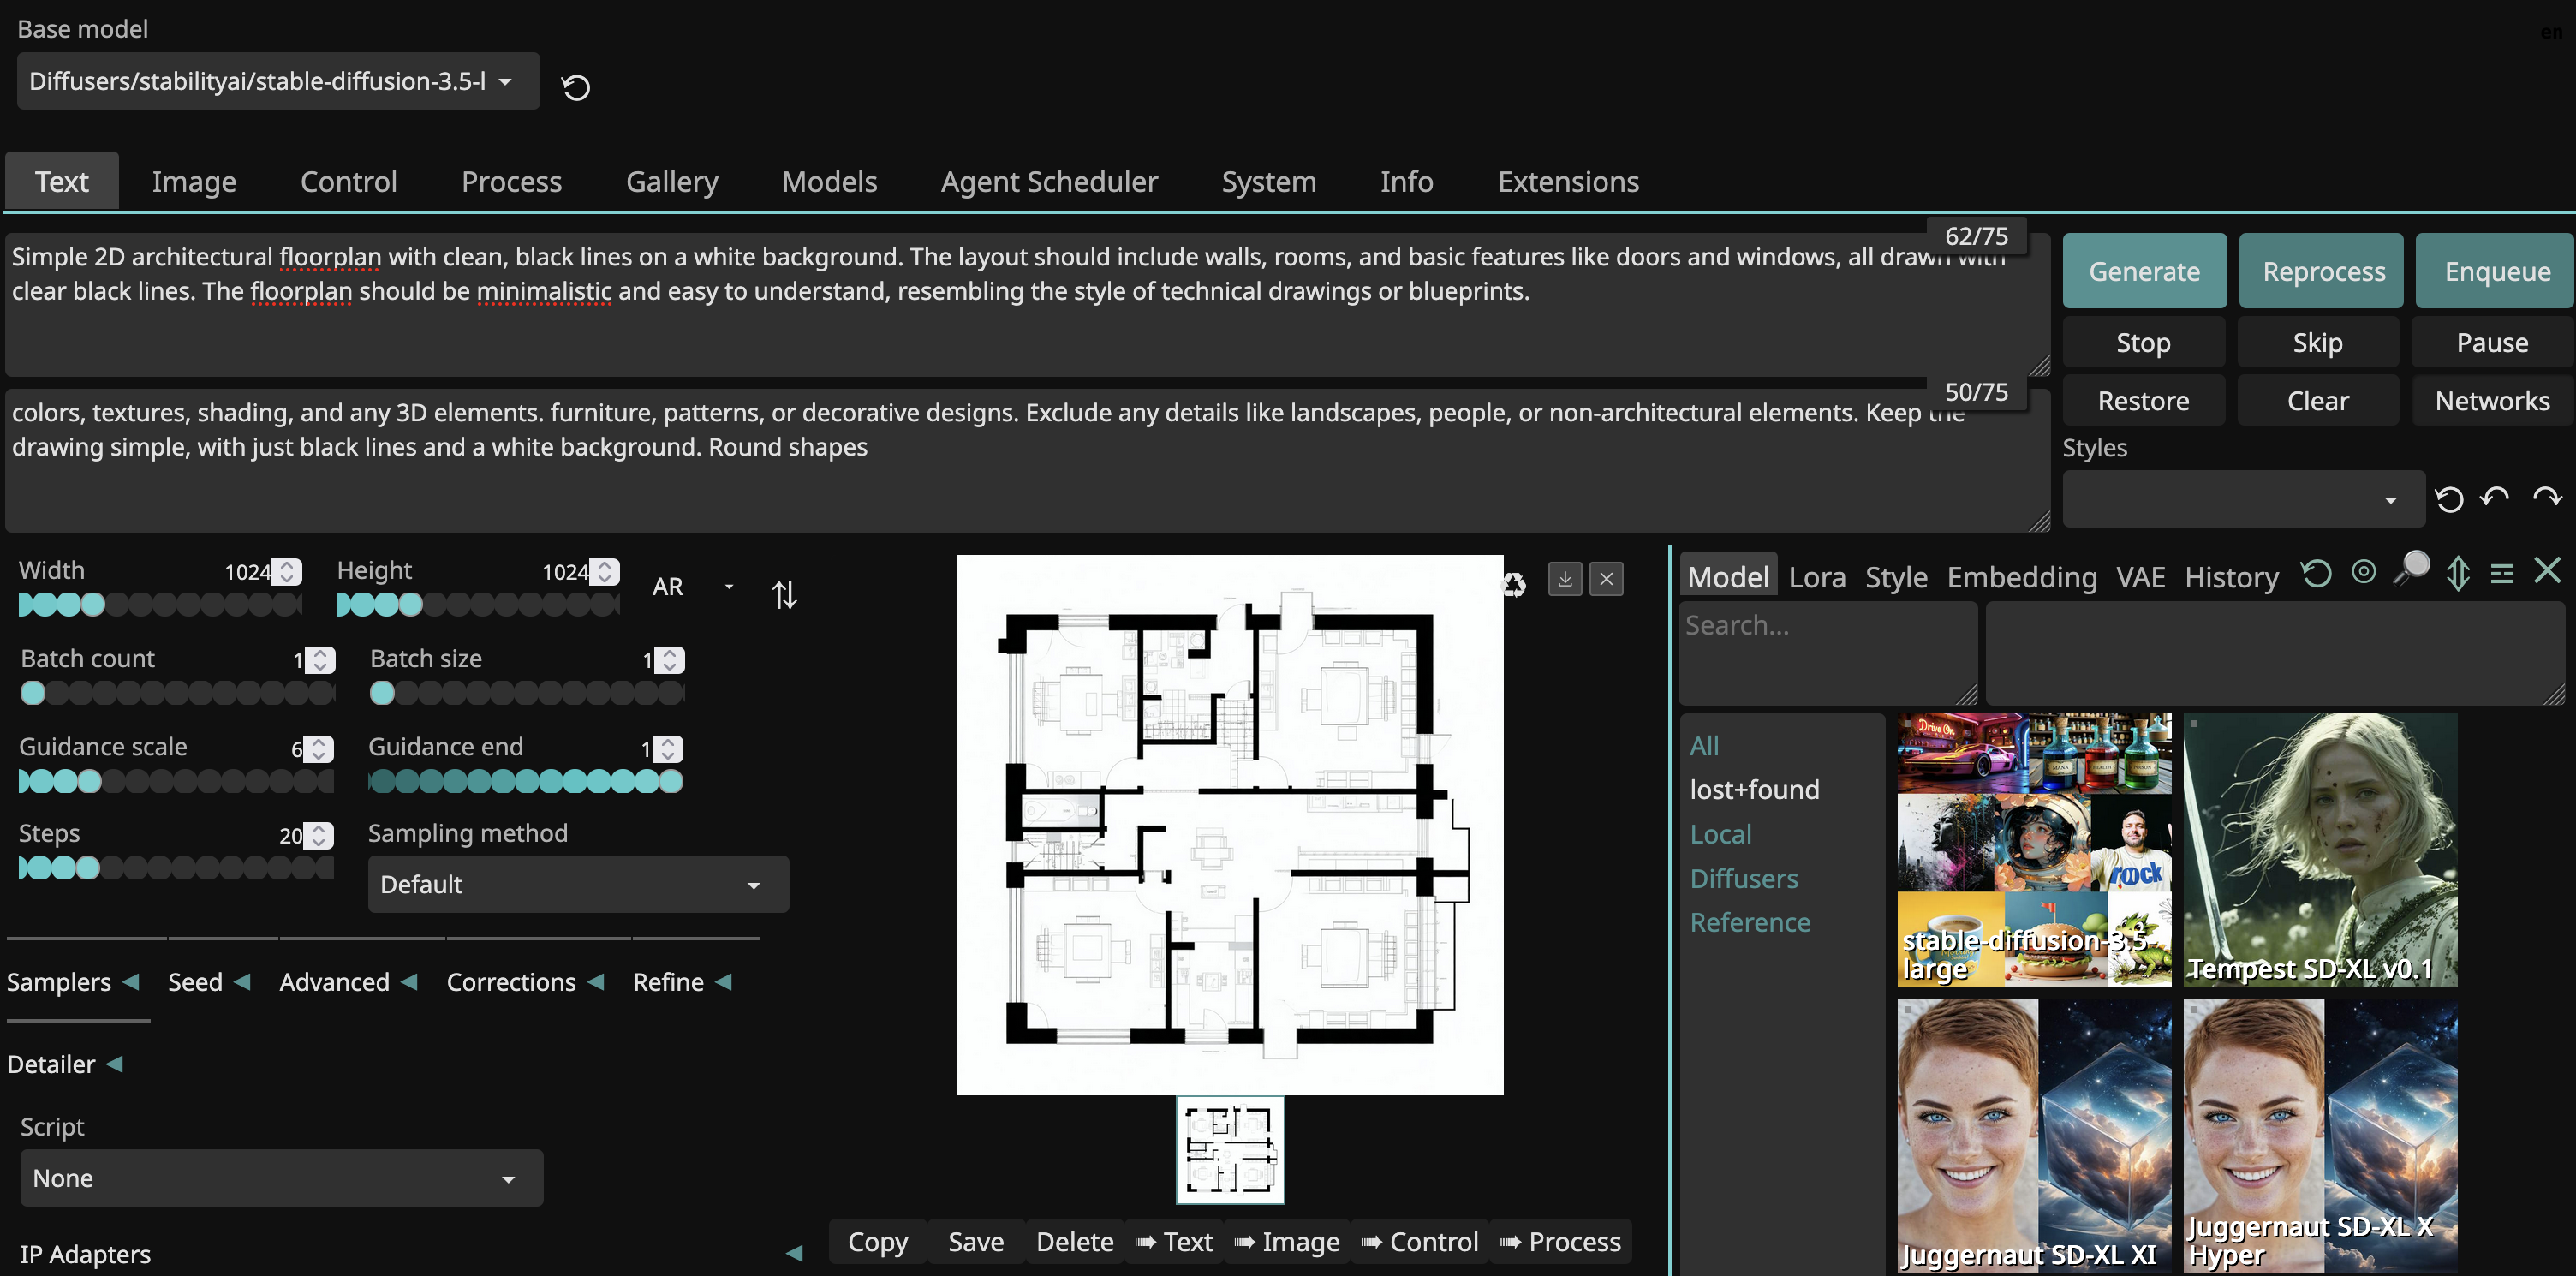 Base model
en
Diffusers/stabilityai/stable-diffusion-3.5-l
Text Image Control Process Gallery Models Agent Scheduler System Info Extensions
62/75
Simple 2D architectural floorplan with clean, black lines on a white background. The layout should include walls, rooms, and basic features like doors and windows, all drawn with
clear black lines. The floorplan should be minimalistic and easy to understand, resembling the style of technical drawings or blueprints.
Generate Reprocess Enqueue
Stop Skip Pause
50/75
colors, textures, shading, and any 3D elements. furniture, patterns, or decorative designs. Exclude any details like landscapes, people, or non-architectural elements. Keep the
drawing simple, with just black lines and a white background. Round shapes
Restore Clear Networks
Styles
Width 1024 Height 1024 AR
Batch count 1 Batch size 1
Guidance scale 6 Guidance end 1
Steps 20 Sampling method
Default
Samplers Seed Advanced Corrections Refine
Detailer
Script
None
IP Adapters
Copy Save Delete ➠ Text ➠ Image ➠ Control ➠ Process
Model Lora Style Embedding VAE History
Search...
All
lost+found
Local
Diffusers
Reference
Drive On
MANA HEALTH POISON
rock
stable-diffusion-3.5-
large
Tempest SD-XL v0.1
Juggernaut SD-XL XI
Juggernaut SD-XL X
Hyper